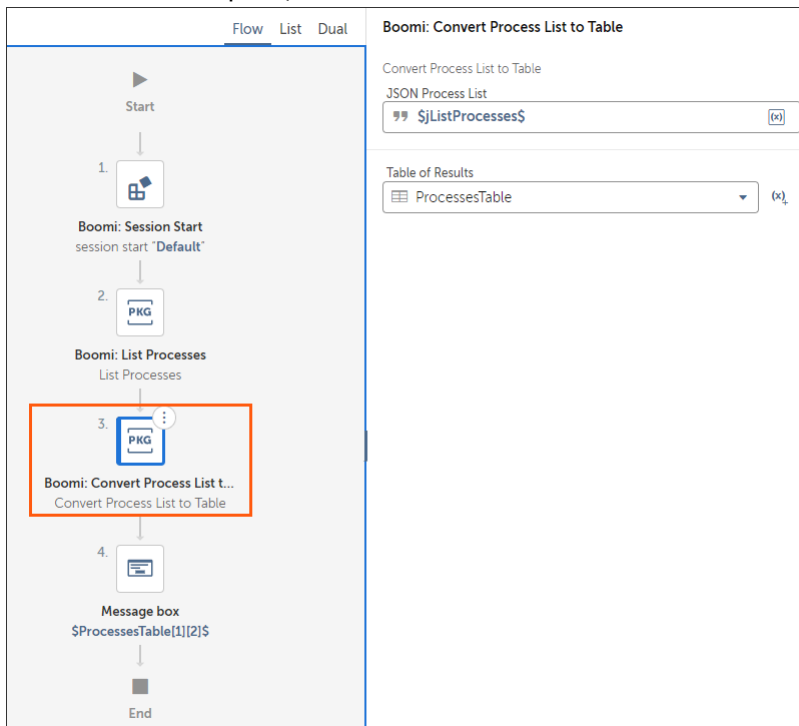 Flow List Dual
Start
1.
Boomi: Session Start
session start "Default"
2.
PKG
Boomi: List Processes
List Processes
3.
PKG
Boomi: Convert Process List t...
Convert Process List to Table
4.
Message box
$ProcessesTable[1][2]$
End
Boomi: Convert Process List to Table
Convert Process List to Table
JSON Process List
$jListProcesses$ (x)
Table of Results
ProcessesTable (x)+